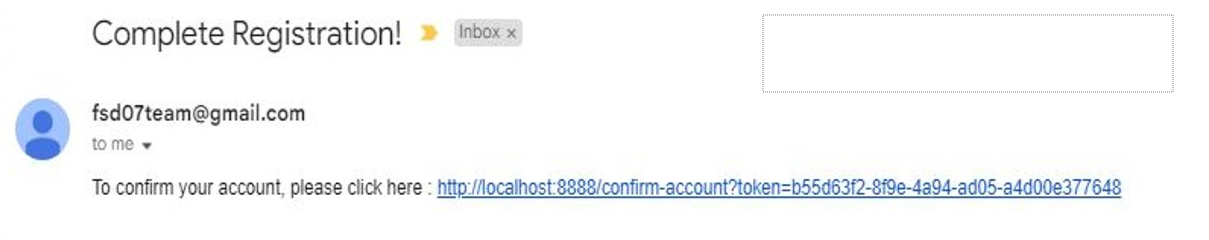 Complete Registration! Inbox x
fsd07team@gmail.com
to me
To confirm your account, please click here : http://localhost:8888/confirm-account?token=b55d63f2-8f9e-4a94-ad05-a4d00e377648